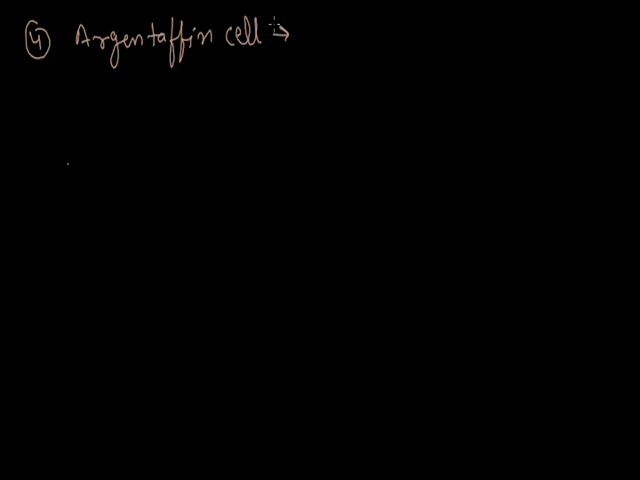 ④ Argentaffin cell →